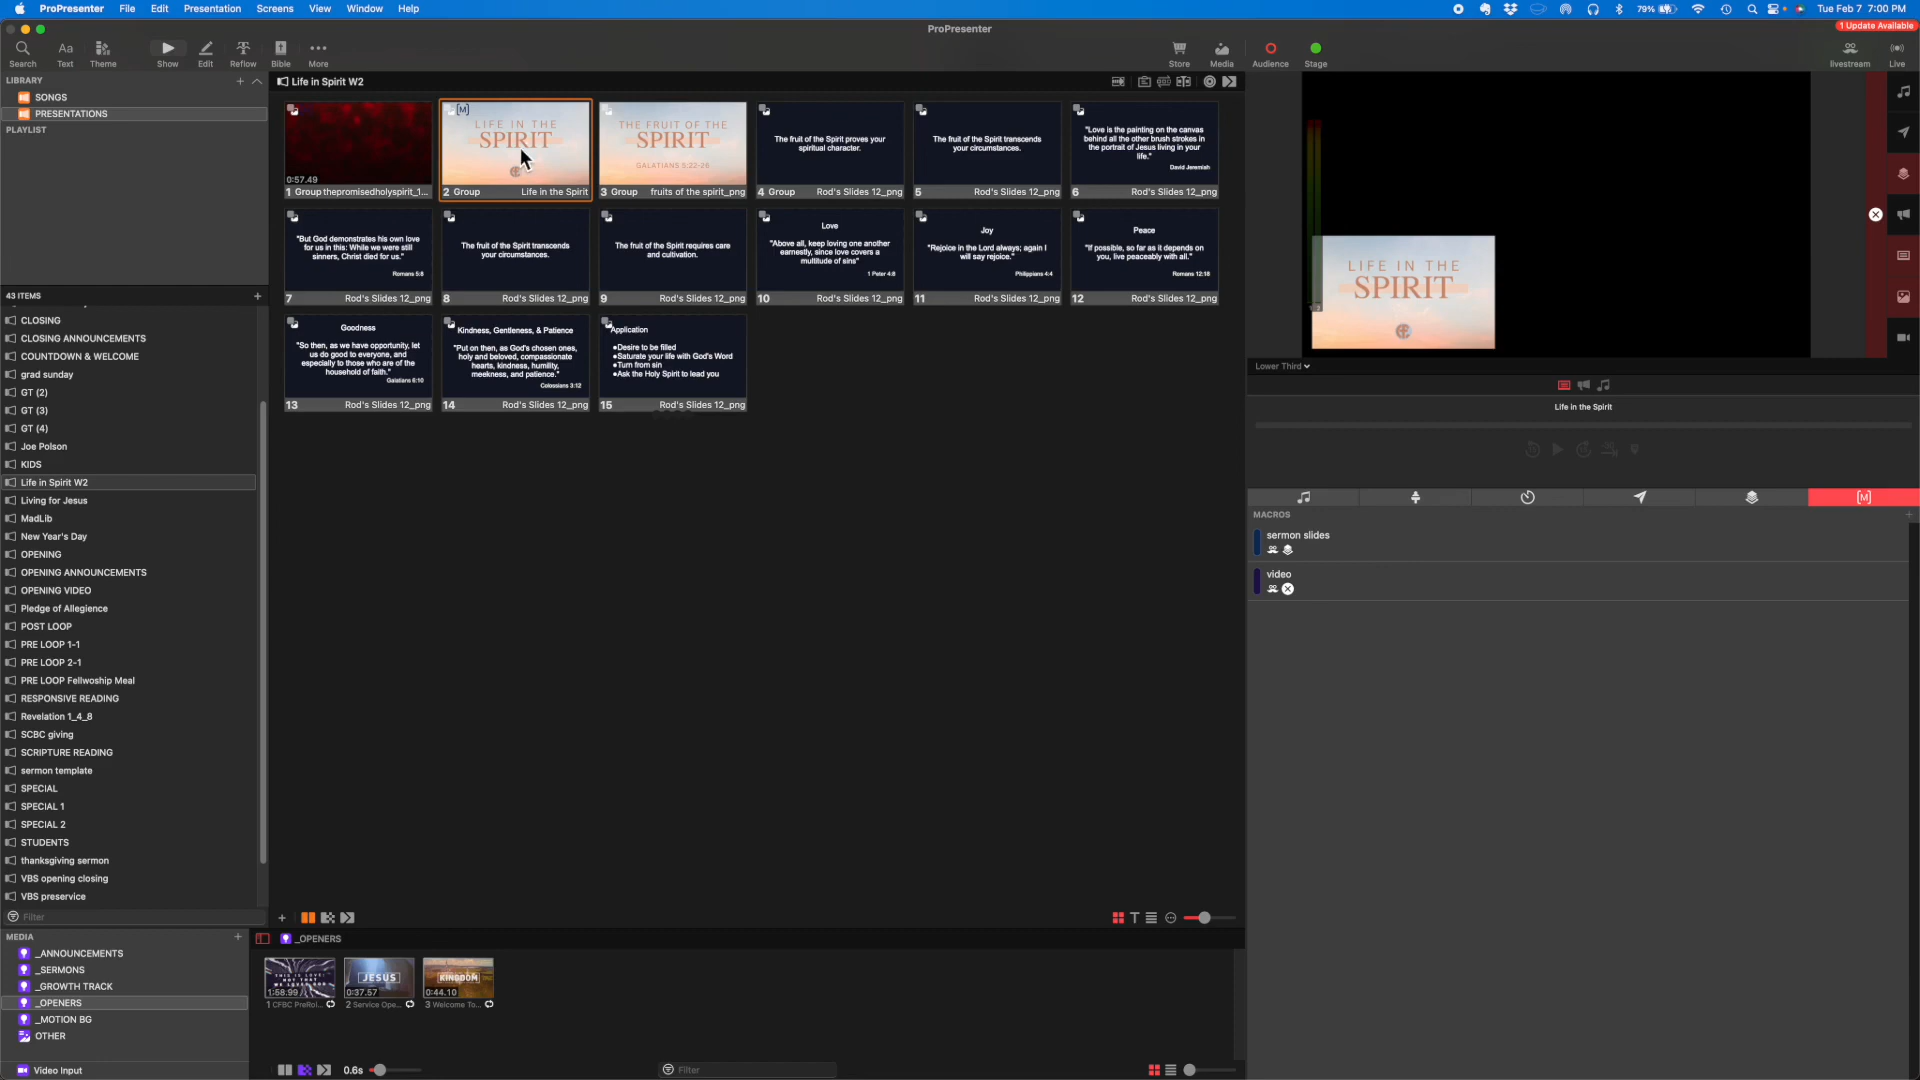 ProPresenter File Edit Presentation Screens View Window Help
79% Tue Feb 7 7:00 PM
ProPresenter
1 Update Available
Search Text Theme Show Edit Reflow Bible More
Store Media Audience Stage
livestream Live
LIBRARY
SONGS
PRESENTATIONS
PLAYLIST
43 ITEMS
CLOSING
CLOSING ANNOUNCEMENTS
COUNTDOWN & WELCOME
grad sunday
GT (2)
GT (3)
GT (4)
Joe Polson
KIDS
Life in Spirit W2
Living for Jesus
MadLib
New Year's Day
OPENING
OPENING ANNOUNCEMENTS
OPENING VIDEO
Pledge of Allegience
POST LOOP
PRE LOOP 1-1
PRE LOOP 2-1
PRE LOOP Fellwoship Meal
RESPONSIVE READING
Revelation 1_4_8
SCBC giving
SCRIPTURE READING
sermon template
SPECIAL
SPECIAL 1
SPECIAL 2
STUDENTS
thanksgiving sermon
VBS opening closing
VBS preservice
Filter
MEDIA
_ANNOUNCEMENTS
_SERMONS
_GROWTH TRACK
_OPENERS
_MOTION BG
OTHER
Video Input
Life in Spirit W2
0:57.49
1 Group thepromisedholyspirit_1...
[M]
LIFE IN THE
SPIRIT
2 Group Life in the Spirit
THE FRUIT OF THE
SPIRIT
GALATIANS 5:22-26
3 Group fruits of the spirit_png
The fruit of the Spirit proves your
spiritual character.
4 Group Rod's Slides 12_png
The fruit of the Spirit transcends
your circumstances.
5 Rod's Slides 12_png
"Love is the painting on the canvas
behind all the other brush strokes in
the portrait of Jesus living in your
life."
David Jeremiah
6 Rod's Slides 12_png
"But God demonstrates his own love
for us in this: While we were still
sinners, Christ died for us."
Romans 5:8
7 Rod's Slides 12_png
The fruit of the Spirit transcends
your circumstances.
8 Rod's Slides 12_png
The fruit of the Spirit requires care
and cultivation.
9 Rod's Slides 12_png
Love
"Above all, keep loving one another
earnestly, since love covers a
multitude of sins"
1 Peter 4:8
10 Rod's Slides 12_png
Joy
"Rejoice in the Lord always; again I
will say rejoice."
Philippians 4:4
11 Rod's Slides 12_png
Peace
"If possible, so far as it depends on
you, live peaceably with all."
Romans 12:18
12 Rod's Slides 12_png
Goodness
"So then, as we have opportunity, let
us do good to everyone, and
especially to those who are of the
household of faith."
Galatians 6:10
13 Rod's Slides 12_png
Kindness, Gentleness, & Patience
"Put on then, as God's chosen ones,
holy and beloved, compassionate
hearts, kindness, humility,
meekness, and patience."
Colossians 3:12
14 Rod's Slides 12_png
Application
•Desire to be filled
•Saturate your life with God's Word
•Turn from sin
•Ask the Holy Spirit to lead you
15 Rod's Slides 12_png
_OPENERS
THIS IS LOVE:
NOT THAT
WE LOVED GOD
1:58.99
1 CFBC PreRol...
JESUS
0:37.57
2 Service Ope...
KINGDOM
0:44.10
3 Welcome To...
0.6s
Filter
LIFE IN THE
SPIRIT
Lower Third
Life in the Spirit
[M]
MACROS
sermon slides
video